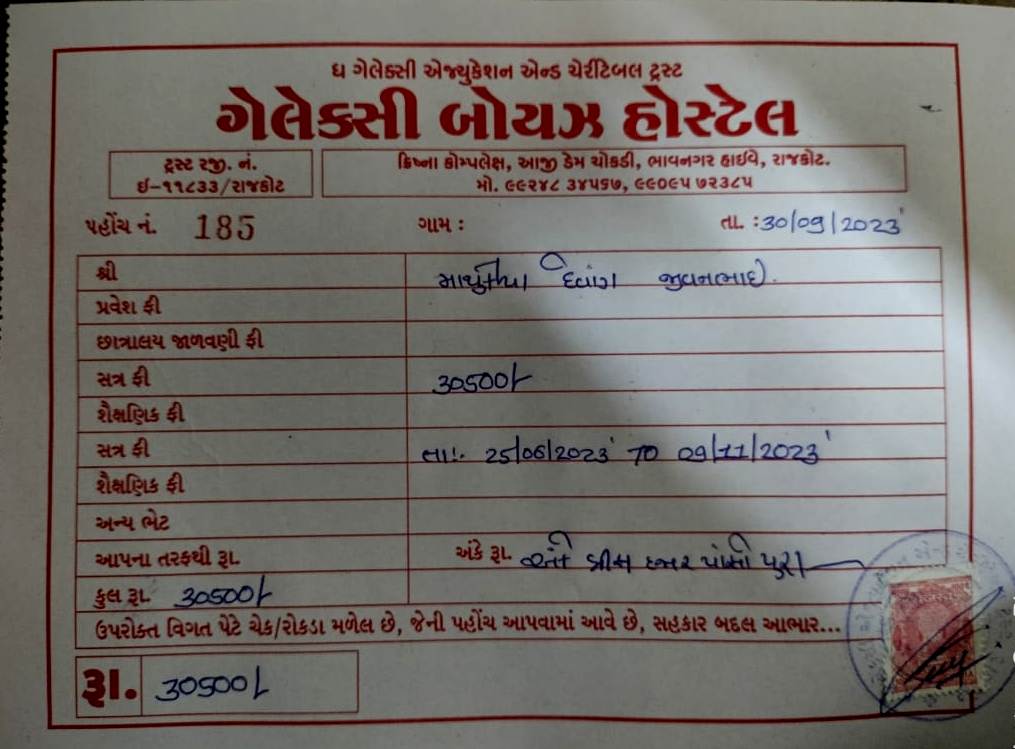 ધ ગેલેક્સી એજ્યુકેશન એન્ડ ચેરીટેબલ ટ્રસ્ટ
ગેલેક્સી બોયઝ હોસ્ટેલ
ટ્રસ્ટ રજી. નં.
ઇ-૧૧૮૩૩/રાજકોટ
ક્રિષ્ના કોમ્પલેક્ષ, આજી ડેમ ચોકડી, ભાવનગર હાઈવે, રાજકોટ.
મો. ૯૯૨૪૮ ૩૪૫૬૭, ૯૯૦૯૫ ૭૨૩૮૫
પહોંચ નં. 185 ગામ : તા. : 30/09/2023
શ્રી દેવાંગ જીવનભાઈ.
પ્રવેશ ફી
છાત્રાલય જાળવણી ફી
સત્ર ફી 30500/-
શૈક્ષણિક ફી
સત્ર ફી તા:. 25/06/2023 TO 09/11/2023
શૈક્ષણિક ફી
અન્ય ભેટ
આપના તરફથી રૂા. અંકે રૂા. ત્રીસ હજાર પાંચસો પુરા
કુલ રૂા. 30500/-
ઉપરોક્ત વિગત પેટે ચેક/રોકડા મળેલ છે, જેની પહોંચ આપવામાં આવે છે, સહકાર બદલ આભાર...
રૂા. 30500/-